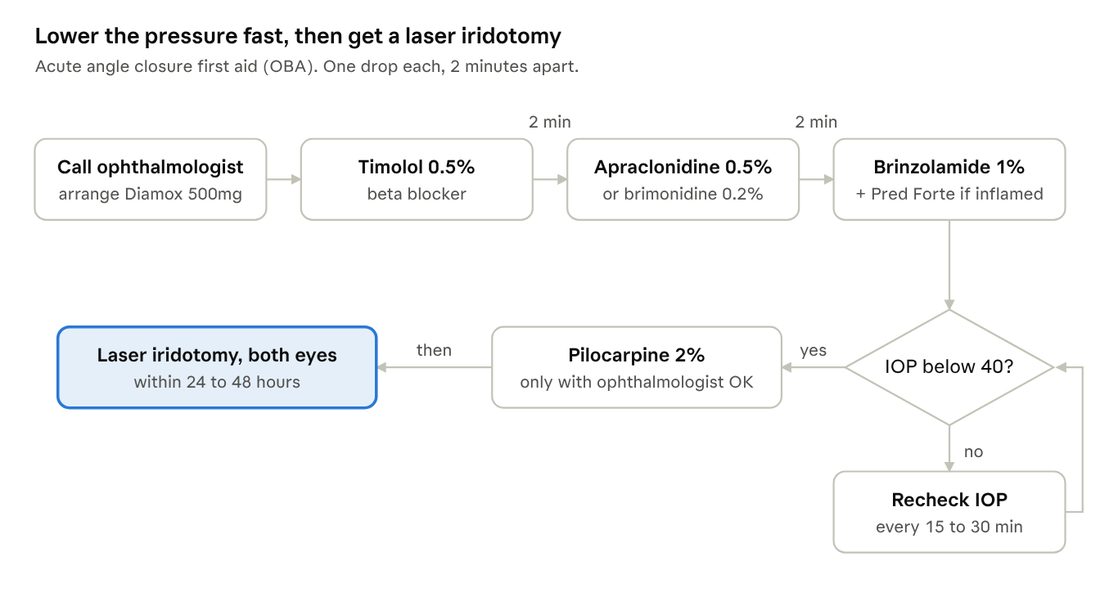 Lower the pressure fast, then get a laser iridotomy
Acute angle closure first aid (OBA). One drop each, 2 minutes apart.
2 min
2 min
Call ophthalmologist
arrange Diamox 500mg
Timolol 0.5%
beta blocker
Apraclonidine 0.5%
or brimonidine 0.2%
Brinzolamide 1%
+ Pred Forte if inflamed
IOP below 40?
yes
Pilocarpine 2%
only with ophthalmologist OK
then
Laser iridotomy, both eyes
within 24 to 48 hours
no
Recheck IOP
every 15 to 30 min